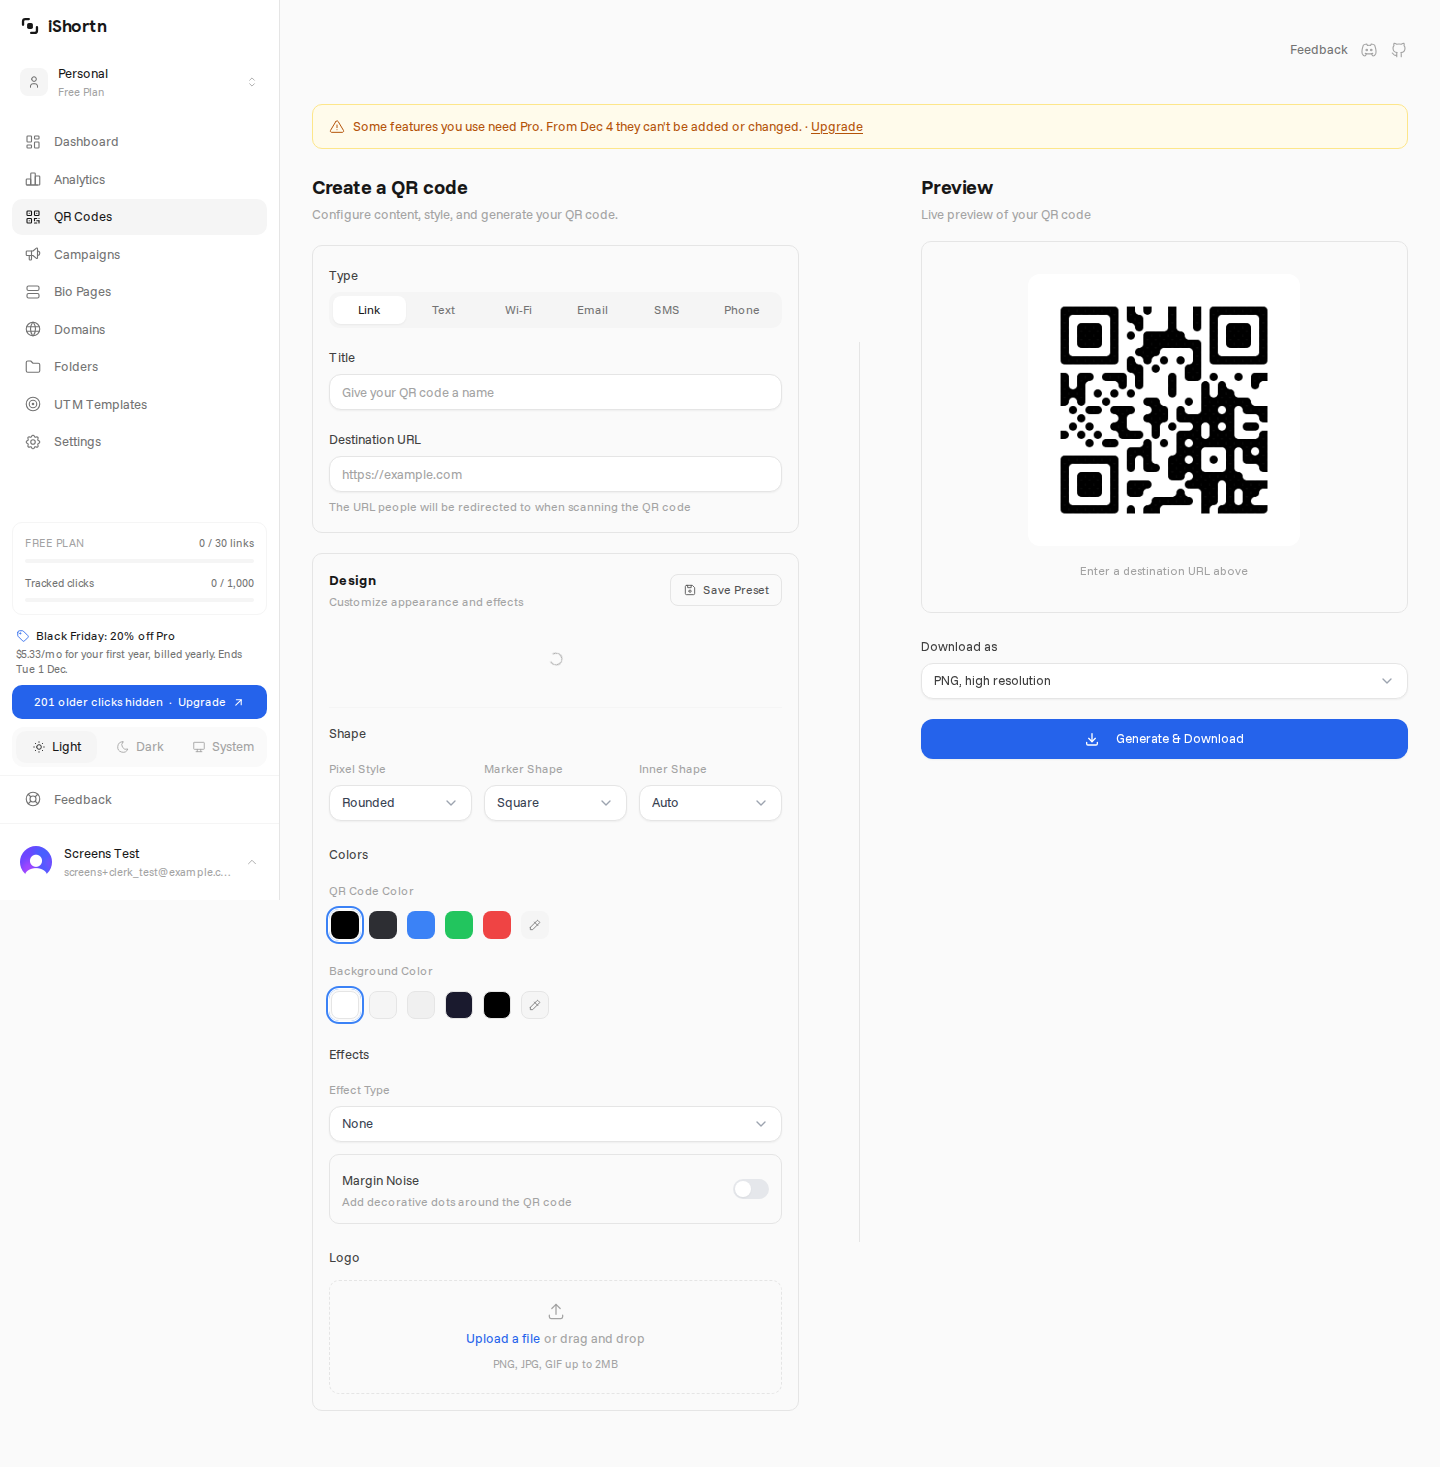 iShortn
Personal
Free Plan
Dashboard
Analytics
QR Codes
Campaigns
Bio Pages
Domains
Folders
UTM Templates
Settings
FREE PLAN
0 / 30 links
Tracked clicks
0 / 1,000
Black Friday: 20% off Pro
$5.33/mo for your first year, billed yearly. Ends
Tue 1 Dec.
201 older clicks hidden · Upgrade
Light
Dark
System
Feedback
Screens Test
screens+clerk_test@example.c...
Feedback
Some features you use need Pro. From Dec 4 they can't be added or changed. · Upgrade
Create a QR code
Configure content, style, and generate your QR code.
Type
Link
Text
Wi-Fi
Email
SMS
Phone
Title
Give your QR code a name
Destination URL
https://example.com
The URL people will be redirected to when scanning the QR code
Design
Customize appearance and effects
Save Preset
Shape
Pixel Style
Marker Shape
Inner Shape
Rounded
Square
Auto
Colors
QR Code Color
Background Color
Effects
Effect Type
None
Margin Noise
Add decorative dots around the QR code
Logo
Upload a file or drag and drop
PNG, JPG, GIF up to 2MB
Preview
Live preview of your QR code
Enter a destination URL above
Download as
PNG, high resolution
Generate & Download